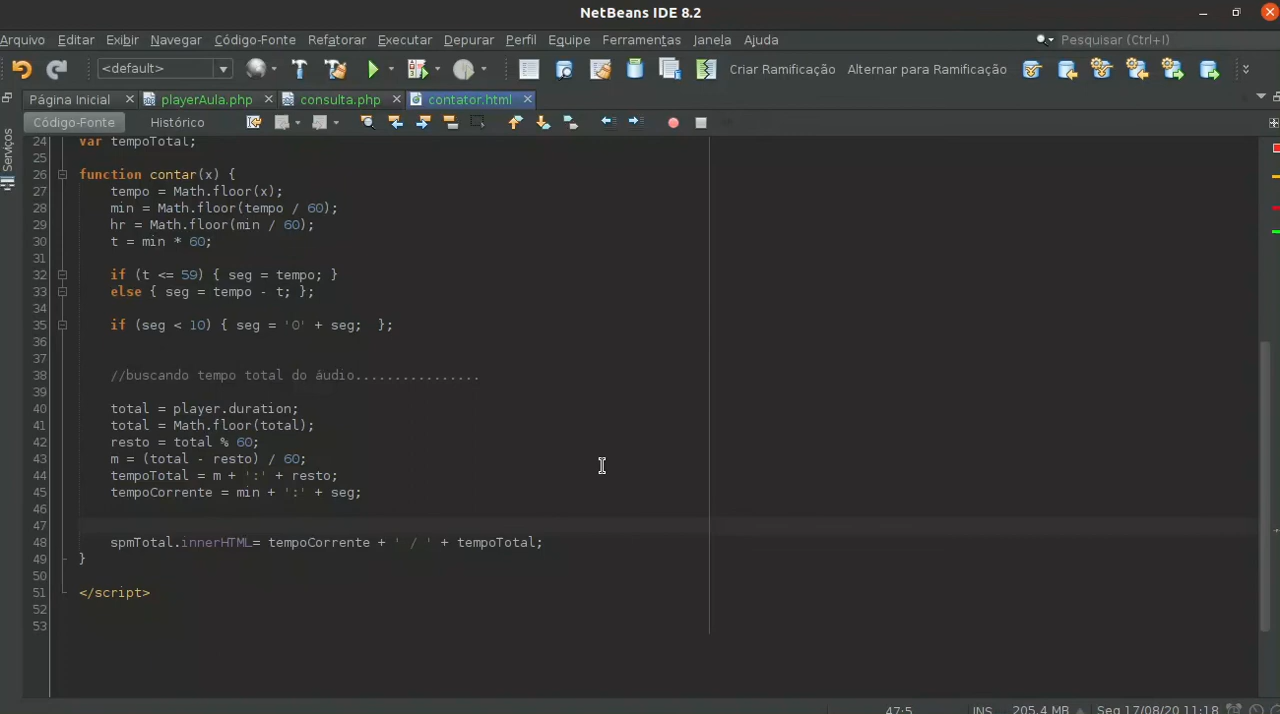 NetBeans IDE 8.2
Arquivo Editar Exibir Navegar Código-Fonte Refatorar Executar Depurar Perfil Equipe Ferramentas Janela Ajuda Pesquisar (Ctrl+I)
<default> Criar Ramificação Alternar para Ramificação
Página Inicial playerAula.php consulta.php contator.html
Código-Fonte Histórico
Serviços
24 var tempoTotal;
25
26 function contar(x) {
27 tempo = Math.floor(x);
28 min = Math.floor(tempo / 60);
29 hr = Math.floor(min / 60);
30 t = min * 60;
31
32 if (t <= 59) { seg = tempo; }
33 else { seg = tempo - t; };
34
35 if (seg < 10) { seg = '0' + seg; };
36
37
38 //buscando tempo total do áudio................
39
40 total = player.duration;
41 total = Math.floor(total);
42 resto = total % 60;
43 m = (total - resto) / 60;
44 tempoTotal = m + ':' + resto;
45 tempoCorrente = min + ':' + seg;
46
47
48 spmTotal.innerHTML= tempoCorrente + ' / ' + tempoTotal;
49 }
50
51 </script>
52
53
47:5 INS 205,4 MB Seg 17/08/20 11:18